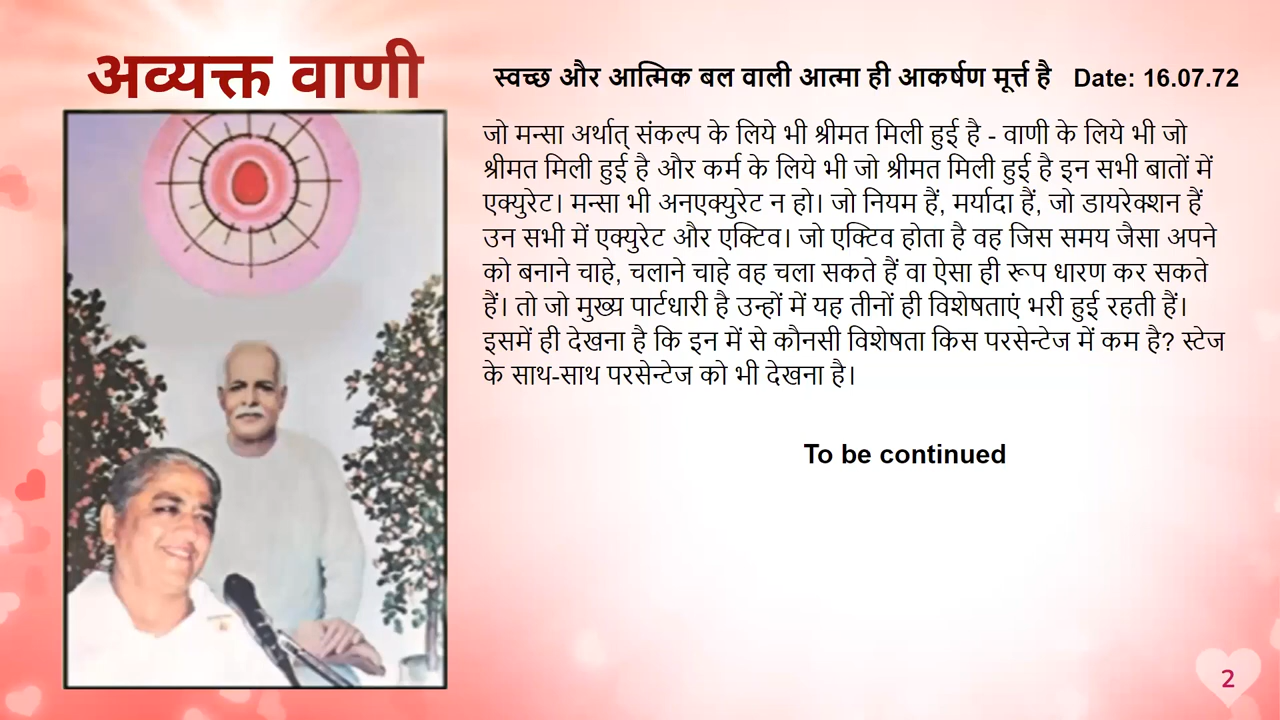 अव्यक्त वाणी
स्वच्छ और आत्मिक बल वाली आत्मा ही आकर्षण मूर्त्त है Date: 16.07.72
जो मन्सा अर्थात् संकल्प के लिये भी श्रीमत मिली हुई है - वाणी के लिये भी जो
श्रीमत मिली हुई है और कर्म के लिये भी जो श्रीमत मिली हुई है इन सभी बातों में
एक्युरेट। मन्सा भी अनएक्युरेट न हो। जो नियम हैं, मर्यादा हैं, जो डायरेक्शन हैं
उन सभी में एक्युरेट और एक्टिव। जो एक्टिव होता है वह जिस समय जैसा अपने
को बनाने चाहे, चलाने चाहे वह चला सकते हैं वा ऐसा ही रूप धारण कर सकते
हैं। तो जो मुख्य पार्टधारी है उन्हों में यह तीनों ही विशेषताएं भरी हुई रहती हैं।
इसमें ही देखना है कि इन में से कौनसी विशेषता किस परसेन्टेज में कम है? स्टेज
के साथ-साथ परसेन्टेज को भी देखना है।
To be continued
2